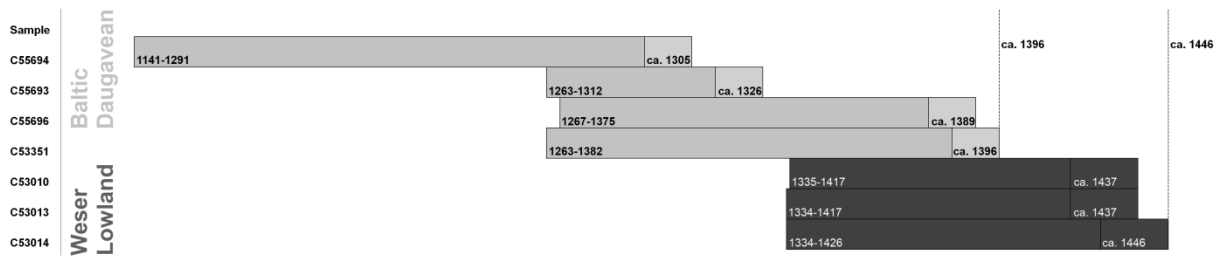 Sample
ca. 1396
ca. 1446
Baltic
Daugavean
C55694
1141-1291 ca. 1305
C55693
1263-1312 ca. 1326
C55696
1267-1375 ca. 1389
C53351
1263-1382 ca. 1396
Weser
Lowland
C53010
1335-1417 ca. 1437
C53013
1334-1417 ca. 1437
C53014
1334-1426 ca. 1446